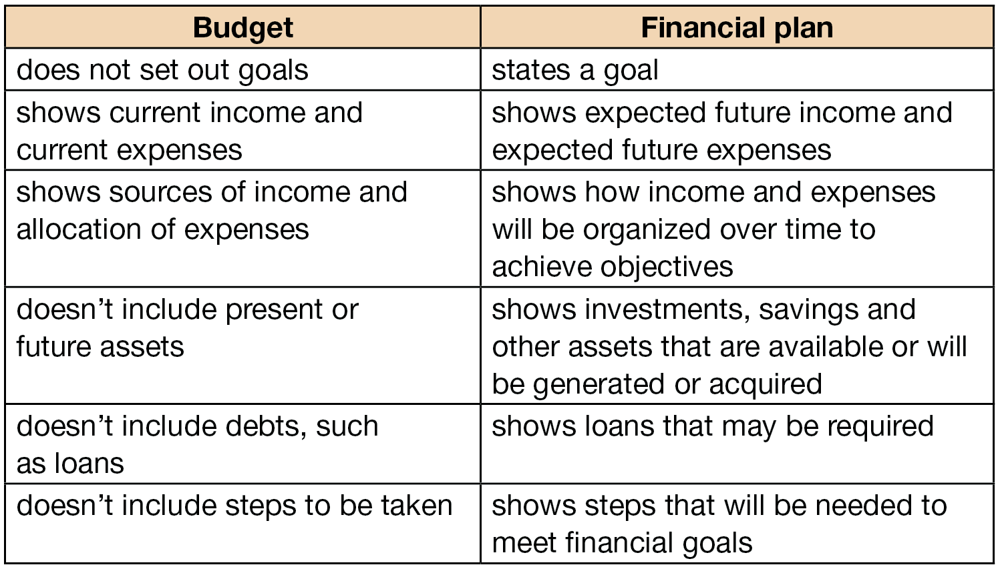 Budget
Financial plan
does not set out goals
states a goal
shows current income and
current expenses
shows expected future income and
expected future expenses
shows sources of income and
allocation of expenses
shows how income and expenses
will be organized over time to
achieve objectives
doesn’t include present or
future assets
shows investments, savings and
other assets that are available or will
be generated or acquired
doesn’t include debts, such
as loans
shows loans that may be required
doesn’t include steps to be taken
shows steps that will be needed to
meet financial goals